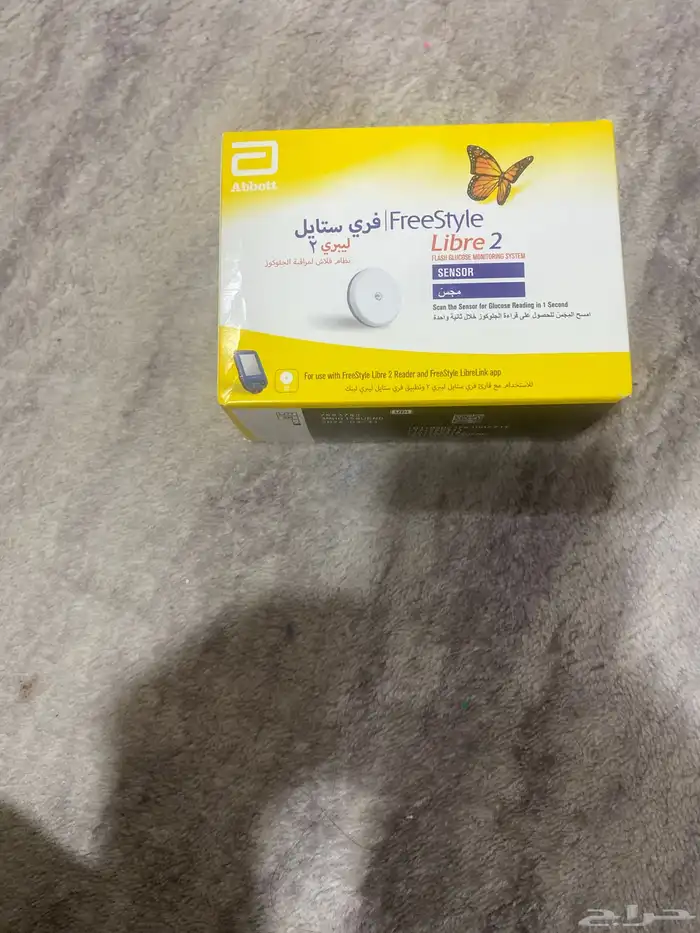 Abbott
فري ستايل | FreeStyle
ليبري ٢ Libre 2
نظام فلاش لمراقبة الجلوكوز FLASH GLUCOSE MONITORING SYSTEM
SENSOR
مجس
Scan the Sensor for Glucose Reading in 1 Second
امسح المجس للحصول على قراءة الجلوكوز خلال ثانية واحدة
For use with FreeStyle Libre 2 Reader and FreeStyle LibreLink app
للاستخدام مع قارئ فري ستايل ليبري ٢ وتطبيق فري ستايل ليبري لينك
حراج